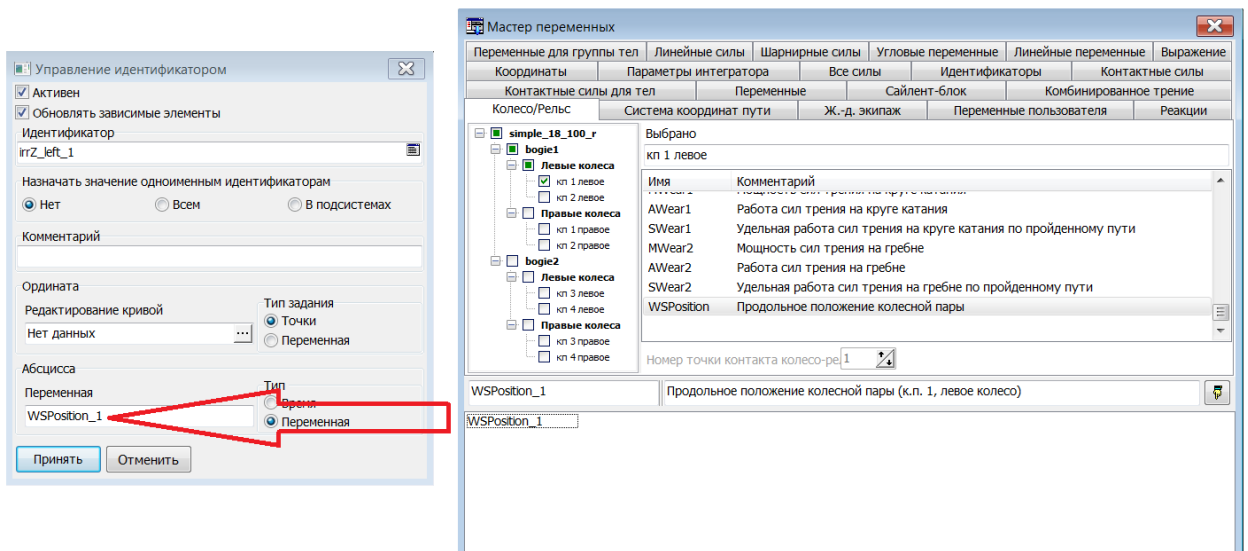 Управление идентификатором
Активен
Обновлять зависимые элементы
Идентификатор
irrZ_left_1
Назначать значение одноименным идентификаторам
Нет Всем В подсистемах
Комментарий
Ордината
Редактирование кривой
Нет данных ...
Тип задания
Точки
Переменная
Абсцисса
Переменная
WSPosition_1
Тип
Время
Переменная
Принять Отменить
Мастер переменных
Переменные для группы тел Линейные силы Шарнирные силы Угловые переменные Линейные переменные Выражение
Координаты Параметры интегратора Все силы Идентификаторы Контактные силы
Контактные силы для тел Переменные Сайлент-блок Комбинированное трение
Колесо/Рельс Система координат пути Ж.-д. экипаж Переменные пользователя Реакции
simple_18_100_r
bogie1
Левые колеса
кп 1 левое
кп 2 левое
Правые колеса
кп 1 правое
кп 2 правое
bogie2
Левые колеса
кп 3 левое
кп 4 левое
Правые колеса
кп 3 правое
кп 4 правое
Выбрано
кп 1 левое
Имя Комментарий
AWear1 Работа сил трения на круге катания
SWear1 Удельная работа сил трения на круге катания по пройденному пути
MWear2 Мощность сил трения на гребне
AWear2 Работа сил трения на гребне
SWear2 Удельная работа сил трения на гребне по пройденному пути
WSPosition Продольное положение колесной пары
Номер точки контакта колесо-ре. 1
WSPosition_1 Продольное положение колесной пары (к.п. 1, левое колесо)
WSPosition_1